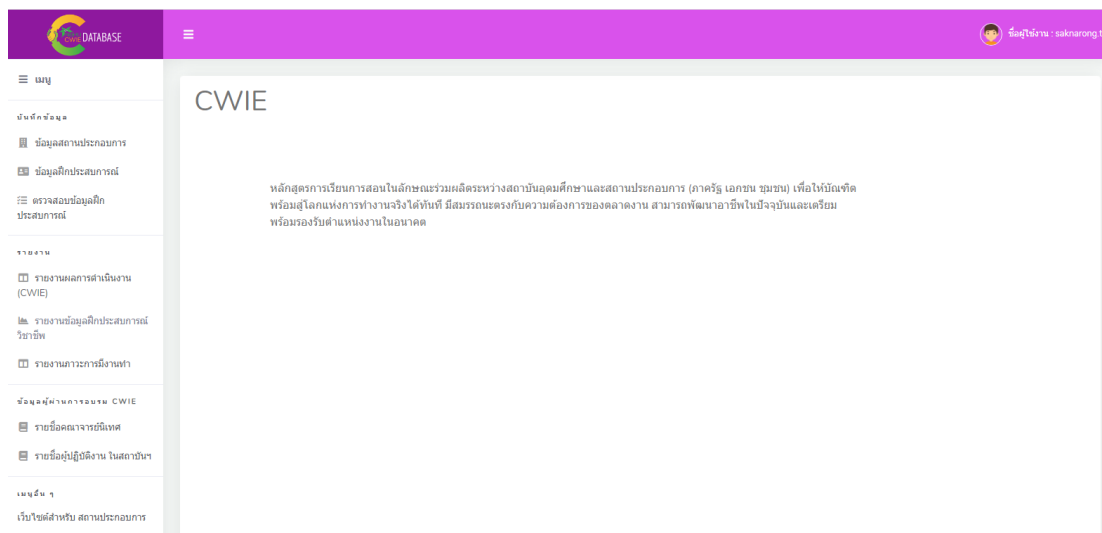 CWIE DATABASE
ชื่อผู้ใช้งาน : saknarong.t
เมนู
บันทึกข้อมูล
ข้อมูลสถานประกอบการ
ข้อมูลฝึกประสบการณ์
ตรวจสอบข้อมูลฝึก
ประสบการณ์
รายงาน
รายงานผลการดำเนินงาน
(CWIE)
รายงานข้อมูลฝึกประสบการณ์
วิชาชีพ
รายงานภาวะการมีงานทำ
ข้อมูลผู้ผ่านการอบรม CWIE
รายชื่อคณาจารย์นิเทศ
รายชื่อผู้ปฏิบัติงาน ในสถาบันฯ
เมนูอื่น ๆ
เว็บไซต์สำหรับ สถานประกอบการ
CWIE
หลักสูตรการเรียนการสอนในลักษณะร่วมผลิตระหว่างสถาบันอุดมศึกษาและสถานประกอบการ (ภาครัฐ เอกชน ชุมชน) เพื่อให้บัณฑิต
พร้อมสู่โลกแห่งการทำงานจริงได้ทันที มีสมรรถนะตรงกับความต้องการของตลาดงาน สามารถพัฒนาอาชีพในปัจจุบันและเตรียม
พร้อมรองรับตำแหน่งงานในอนาคต